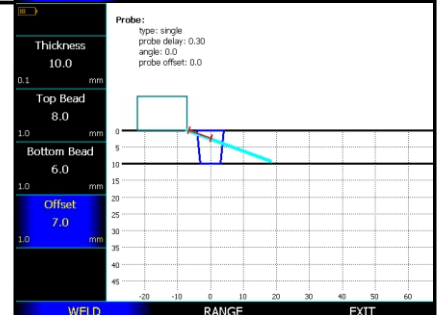 Probe:
type: single
probe delay: 0.30
angle: 0.0
probe offset: 0.0
Thickness
10.0
0.1 mm
Top Bead
8.0
1.0 mm
Bottom Bead
6.0
1.0 mm
Offset
7.0
1.0 mm
0
5
10
15
20
25
30
35
40
45
-20 -10 0 10 20 30 40 50 60
WELD RANGE EXIT